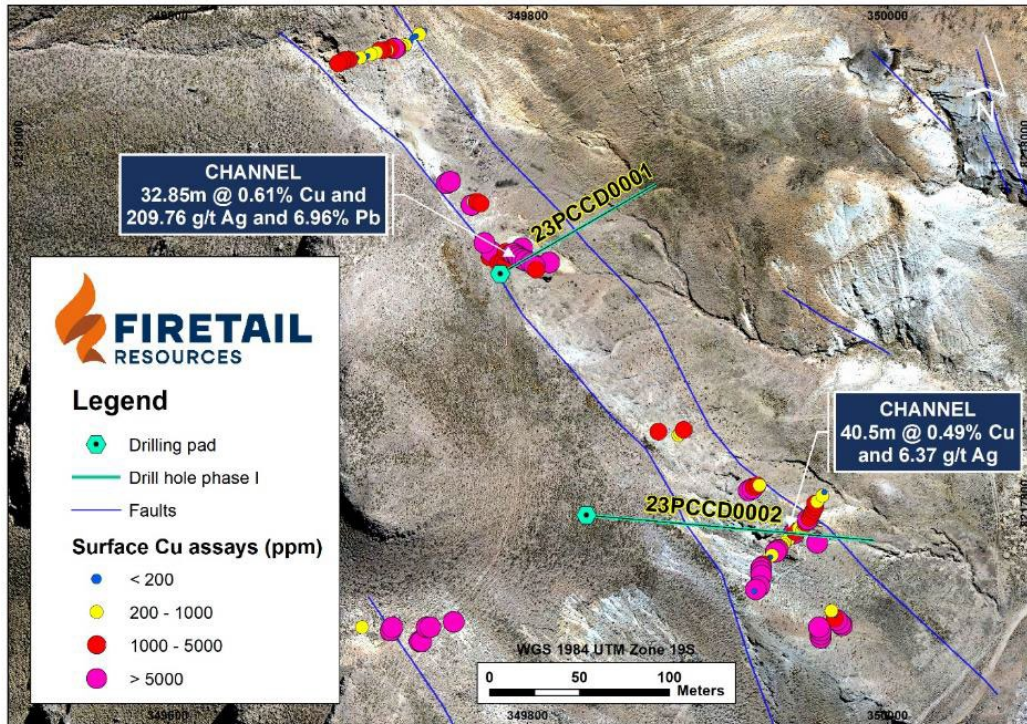 349600
349800
350000
N
CHANNEL
32.85m @ 0.61% Cu and
209.76 g/t Ag and 6.96% Pb
23PCCD0001
FIRETAIL
RESOURCES
Legend
Drilling pad
Drill hole phase I
Faults
Surface Cu assays (ppm)
< 200
200 - 1000
1000 - 5000
> 5000
CHANNEL
40.5m @ 0.49% Cu
and 6.37 g/t Ag
23PCCD0002
WGS 1984 UTM Zone 19S
0 50 100
Meters
349600
349800
350000